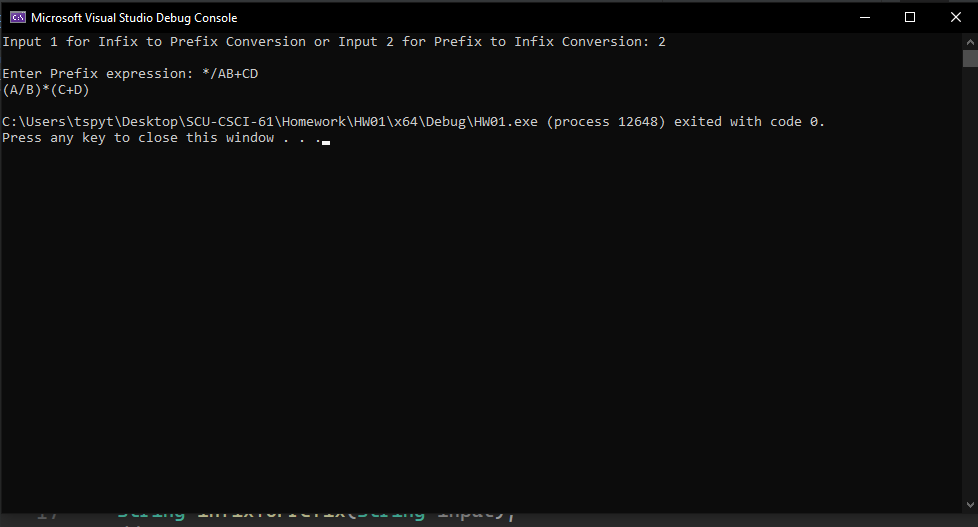 Microsoft Visual Studio Debug Console
Input 1 for Infix to Prefix Conversion or Input 2 for Prefix to Infix Conversion: 2
Enter Prefix expression: */AB+CD
(A/B)*(C+D)
C:\Users\tspyt\Desktop\SCU-CSCI-61\Homework\HW01\x64\Debug\HW01.exe (process 12648) exited with code 0.
Press any key to close this window . . .
17 string infixToPrefix(string input);